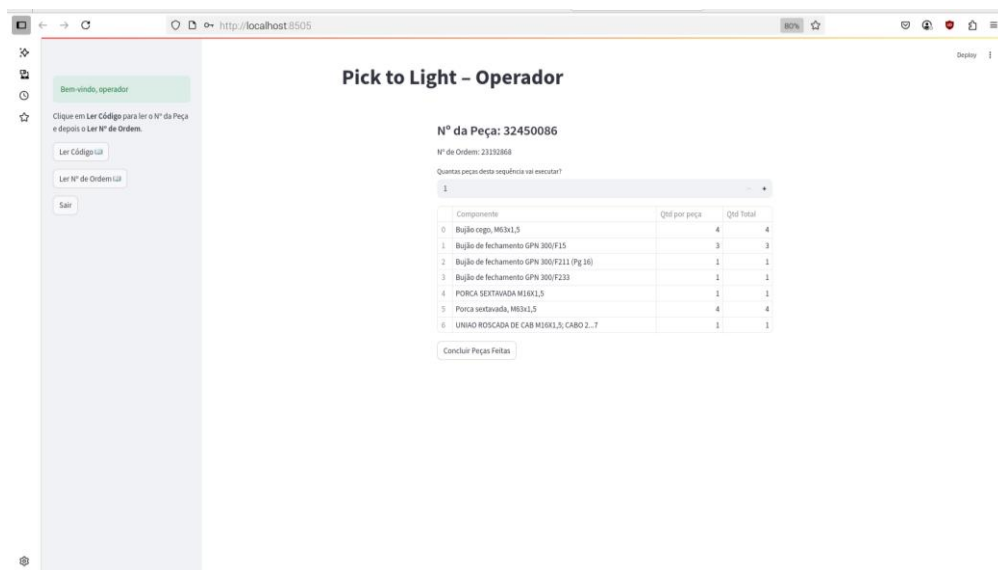 http://localhost:8505
80%
Deploy
Bem-vindo, operador
Clique em Ler Código para ler o Nº da Peça
e depois o Ler Nº de Ordem.
Ler Código
Ler Nº de Ordem
Sair
Pick to Light – Operador
Nº da Peça: 32450086
Nº de Ordem: 23192868
Quantas peças desta sequência vai executar?
1
Componente Qtd por peça Qtd Total
0 Bujão cego, M63x1,5 4 4
1 Bujão de fechamento GPN 300/F15 3 3
2 Bujão de fechamento GPN 300/F211 (Pg 16) 1 1
3 Bujão de fechamento GPN 300/F233 1 1
4 PORCA SEXTAVADA M16X1,5 1 1
5 Porca sextavada, M63x1,5 4 4
6 UNIAO ROSCADA DE CAB M16X1,5; CABO 2...7 1 1
Concluir Peças Feitas